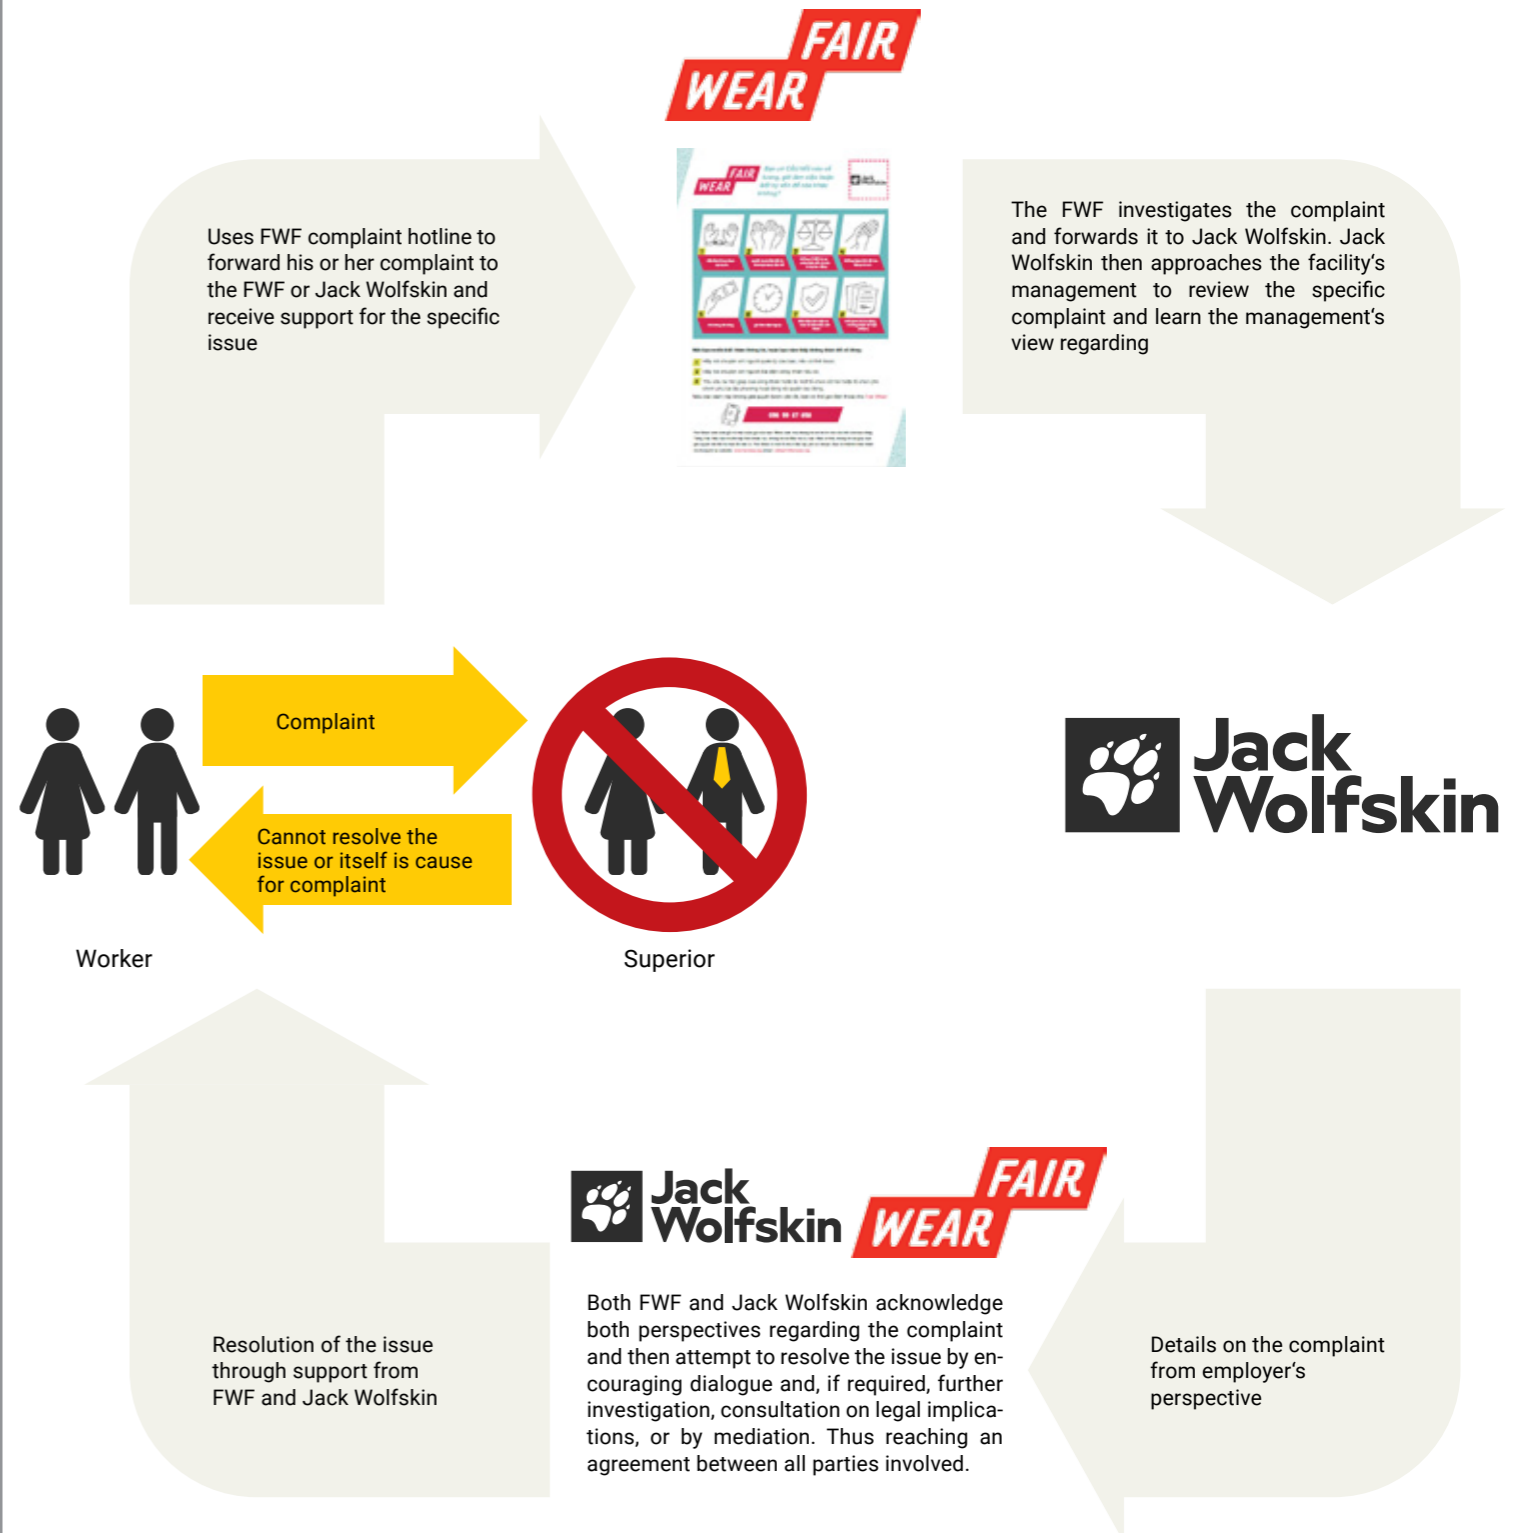 FAIR
WEAR
FAIR
WEAR
Uses FWF complaint hotline to
forward his or her complaint to
the FWF or Jack Wolfskin and
receive support for the specific
issue
The FWF investigates the complaint
and forwards it to Jack Wolfskin. Jack
Wolfskin then approaches the facility‘s
management to review the specific
complaint and learn the management‘s
view regarding
Complaint
Cannot resolve the
issue or itself is cause
for complaint
Worker
Superior
Jack
Wolfskin
Jack
Wolfskin
FAIR
WEAR
Both FWF and Jack Wolfskin acknowledge
both perspectives regarding the complaint
and then attempt to resolve the issue by en-
couraging dialogue and, if required, further
investigation, consultation on legal implica-
tions, or by mediation. Thus reaching an
agreement between all parties involved.
Resolution of the issue
through support from
FWF and Jack Wolfskin
Details on the complaint
from employer‘s
perspective